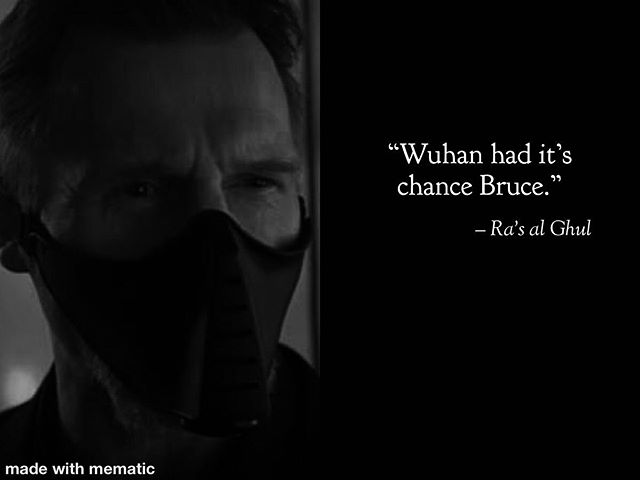 “Wuhan had it’s
chance Bruce.”
– Ra’s al Ghul
made with mematic